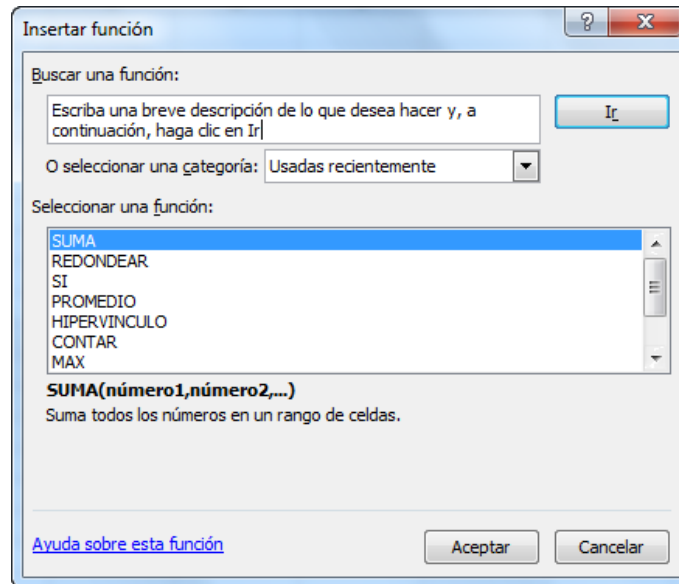 Insertar función
Buscar una función:
Escriba una breve descripción de lo que desea hacer y, a
continuación, haga clic en Ir
Ir
O seleccionar una categoría: Usadas recientemente
Seleccionar una función:
SUMA
REDONDEAR
SI
PROMEDIO
HIPERVINCULO
CONTAR
MAX
SUMA(número1,número2,...)
Suma todos los números en un rango de celdas.
Ayuda sobre esta función
Aceptar
Cancelar